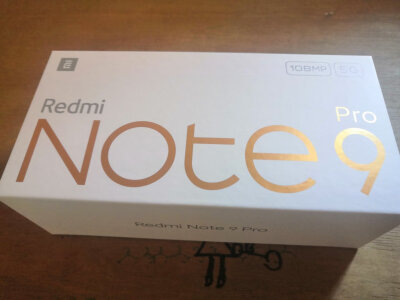 108MP 5G
Redmi
Pro
Note 9
Redmi Note 9 Pro